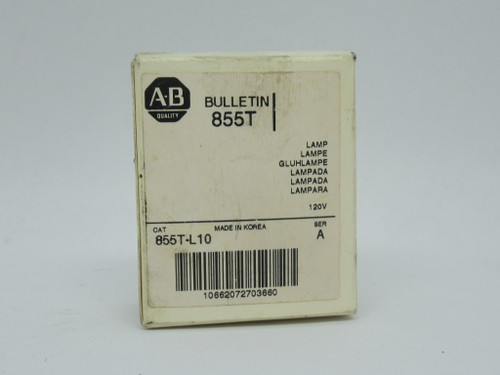 A-B
QUALITY
BULLETIN
855T
LAMP
LAMPE
GLUHLAMPE
LAMPADA
LAMPADA
LAMPARA
120V
CAT MADE IN KOREA SER
855T-L10 A
10662072703660